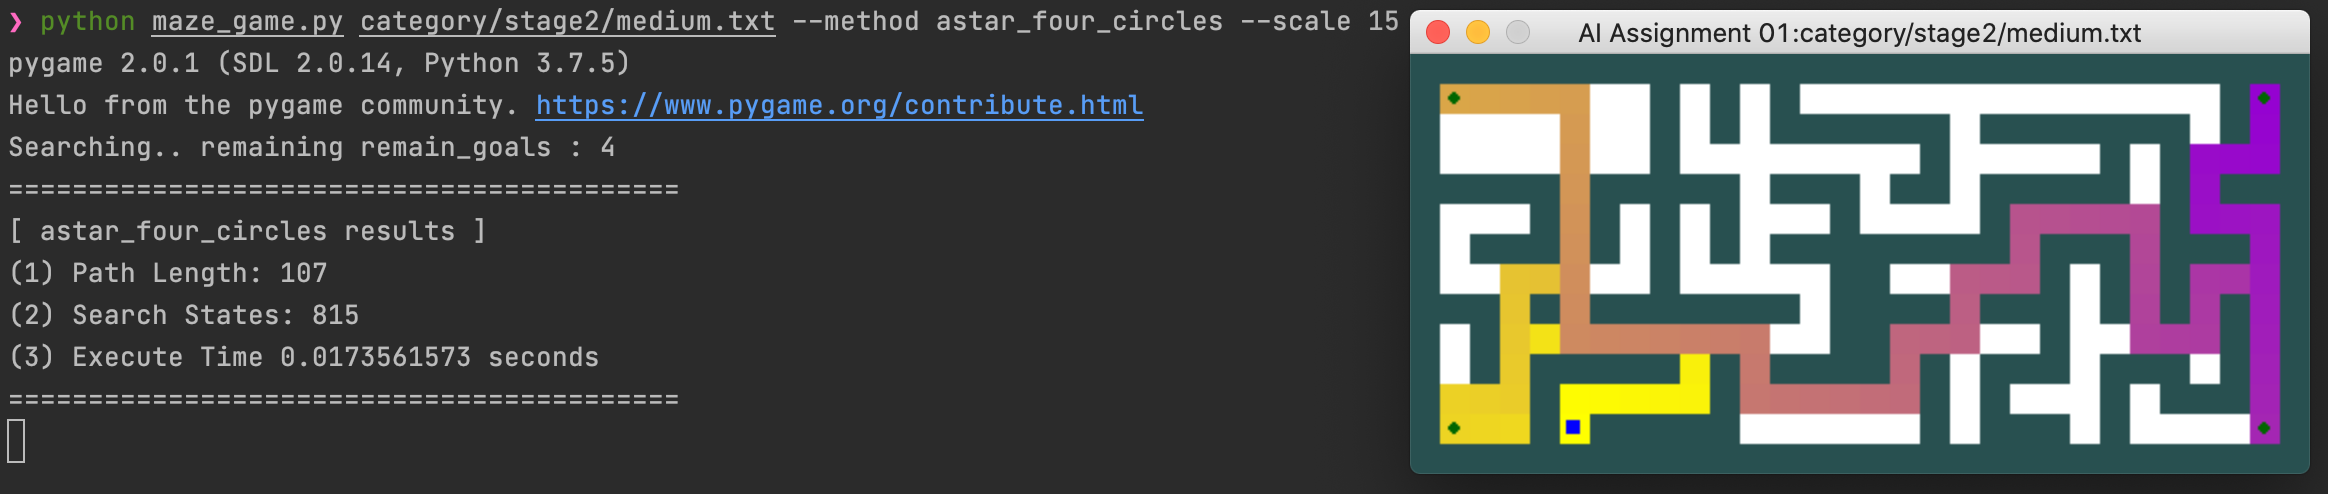 ❯ python maze_game.py category/stage2/medium.txt --method astar_four_circles --scale 15
pygame 2.0.1 (SDL 2.0.14, Python 3.7.5)
Hello from the pygame community. https://www.pygame.org/contribute.html
Searching.. remaining remain_goals : 4
==========================================
[ astar_four_circles results ]
(1) Path Length: 107
(2) Search States: 815
(3) Execute Time 0.0173561573 seconds
==========================================
AI Assignment 01:category/stage2/medium.txt